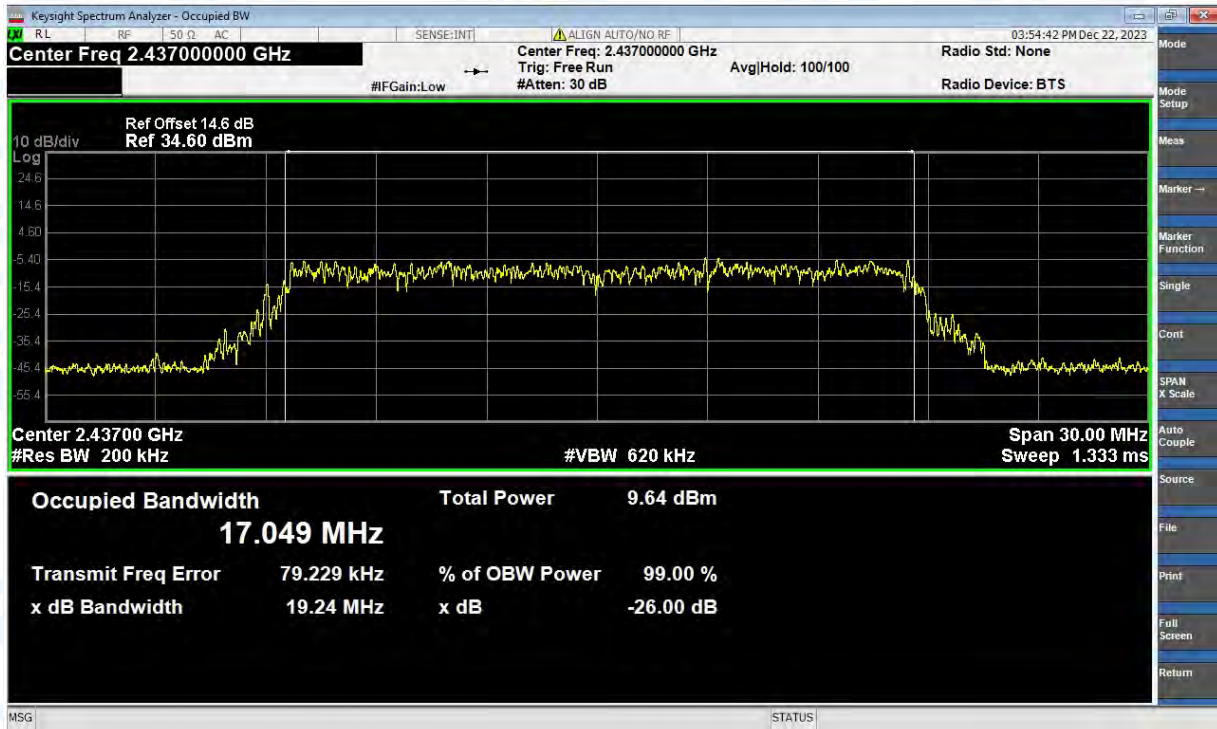 Keysight Spectrum Analyzer - Occupied BW
LXI RL RF 50 Ω AC SENSE:INT ALIGN AUTO/NO RF 03:54:42 PM Dec 22, 2023
Center Freq 2.437000000 GHz
Center Freq: 2.437000000 GHz
Radio Std: None
Trig: Free Run
Avg|Hold: 100/100
#IFGain:Low
#Atten: 30 dB
Radio Device: BTS
Ref Offset 14.6 dB
10 dB/div
Ref 34.60 dBm
Log
24.6
14.6
4.60
-5.40
-15.4
-25.4
-35.4
-45.4
-55.4
Center 2.43700 GHz
Span 30.00 MHz
#Res BW 200 kHz
#VBW 620 kHz
Sweep 1.333 ms
Occupied Bandwidth
Total Power 9.64 dBm
17.049 MHz
Transmit Freq Error 79.229 kHz
% of OBW Power 99.00 %
x dB Bandwidth 19.24 MHz
x dB -26.00 dB
MSG
STATUS
Mode
Mode
Setup
Meas
Marker→
Marker
Function
Single
Cont
SPAN
X Scale
Auto
Couple
Source
File
Print
Full
Screen
Return